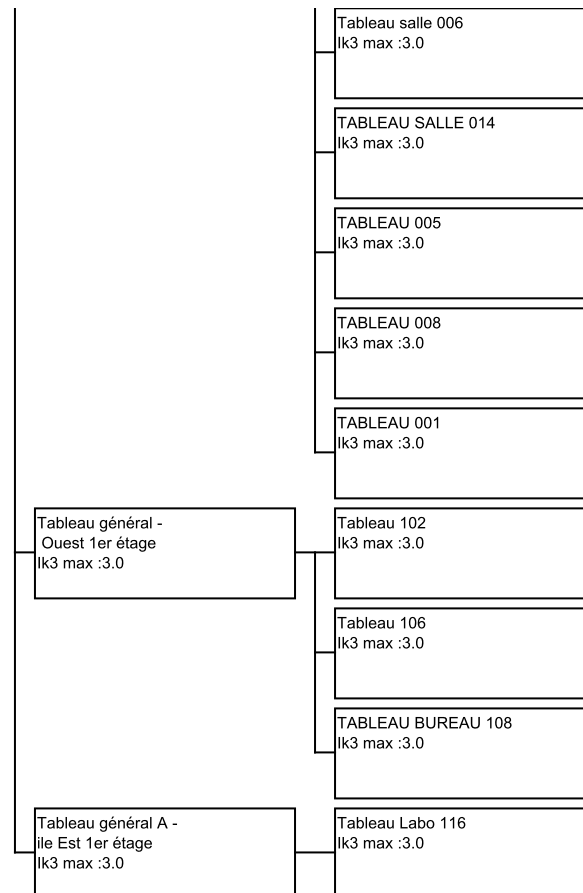 Tableau salle 006
Ik3 max :3.0
TABLEAU SALLE 014
Ik3 max :3.0
TABLEAU 005
Ik3 max :3.0
TABLEAU 008
Ik3 max :3.0
TABLEAU 001
Ik3 max :3.0
Tableau général -
Ouest 1er étage
Ik3 max :3.0
Tableau 102
Ik3 max :3.0
Tableau 106
Ik3 max :3.0
TABLEAU BUREAU 108
Ik3 max :3.0
Tableau général A -
ile Est 1er étage
Ik3 max :3.0
Tableau Labo 116
Ik3 max :3.0